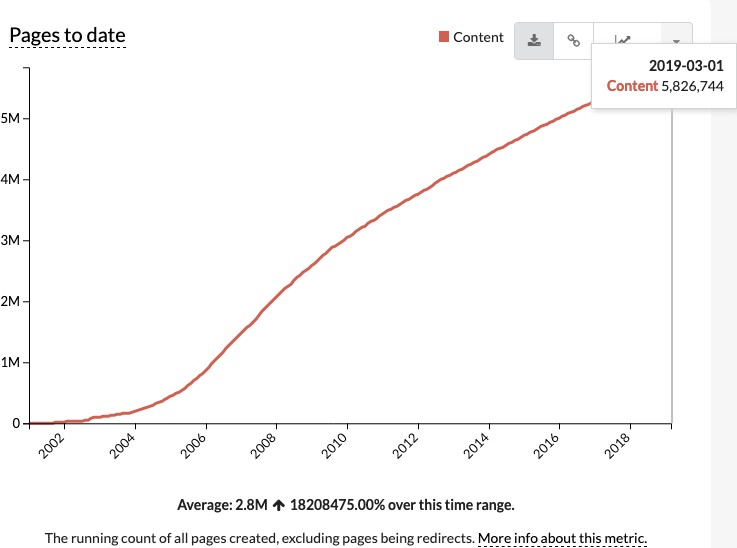 Pages to date
Content
2019-03-01
Content 5,826,744
5M
4M
3M
2M
1M
0
2002 2004 2006 2008 2010 2012 2014 2016 2018
Average: 2.8M 🡹 18208475.00% over this time range.
The running count of all pages created, excluding pages being redirects. More info about this metric.